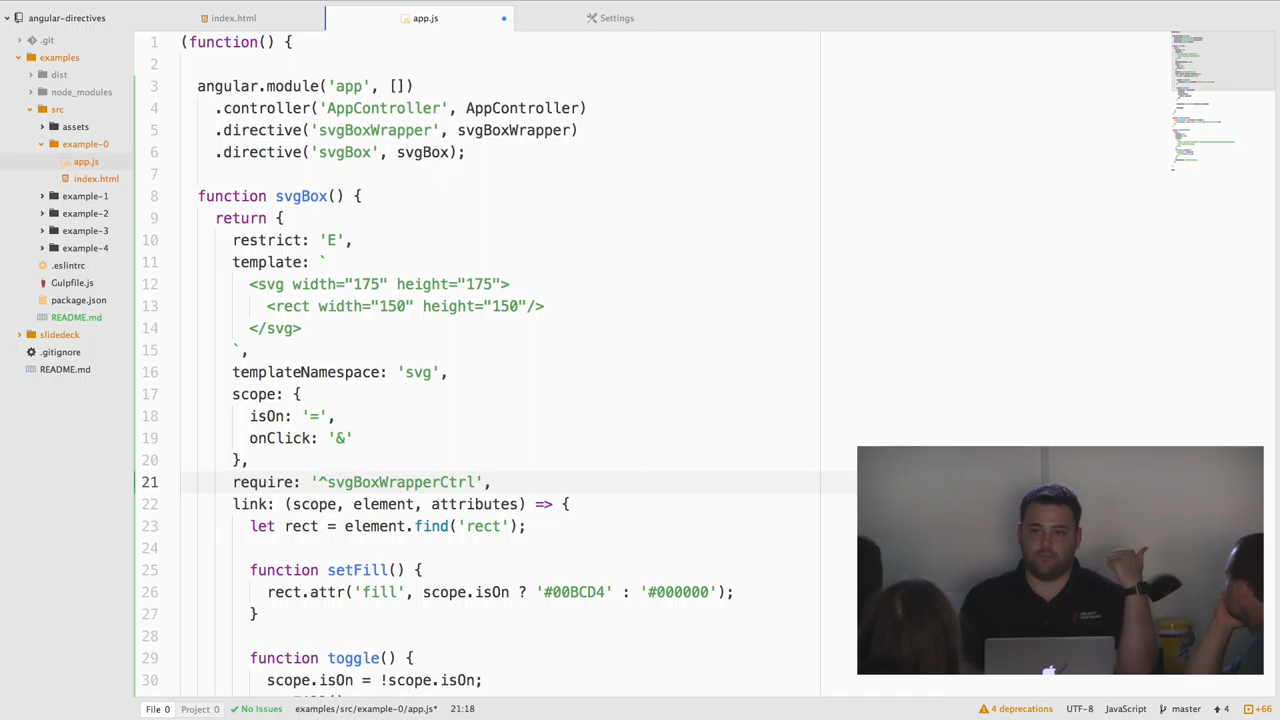 angular-directives
index.html
app.js
Settings
.git
examples
dist
node_modules
src
assets
example-0
app.js
index.html
example-1
example-2
example-3
example-4
.eslintrc
Gulpfile.js
package.json
README.md
slidedeck
.gitignore
README.md
1 (function() {
2
3 angular.module('app', [])
4 .controller('AppController', AppController)
5 .directive('svgBoxWrapper', svgBoxWrapper)
6 .directive('svgBox', svgBox);
7
8 function svgBox() {
9 return {
10 restrict: 'E',
11 template: `
12 <svg width="175" height="175">
13 <rect width="150" height="150"/>
14 </svg>
15 `,
16 templateNamespace: 'svg',
17 scope: {
18 isOn: '=',
19 onClick: '&'
20 },
21 require: '^svgBoxWrapperCtrl',
22 link: (scope, element, attributes) => {
23 let rect = element.find('rect');
24
25 function setFill() {
26 rect.attr('fill', scope.isOn ? '#00BCD4' : '#000000');
27 }
28
29 function toggle() {
30 scope.isOn = !scope.isOn;
File 0 Project 0 No Issues examples/src/example-0/app.js* 21:18 4 deprecations UTF-8 JavaScript master 4 +66